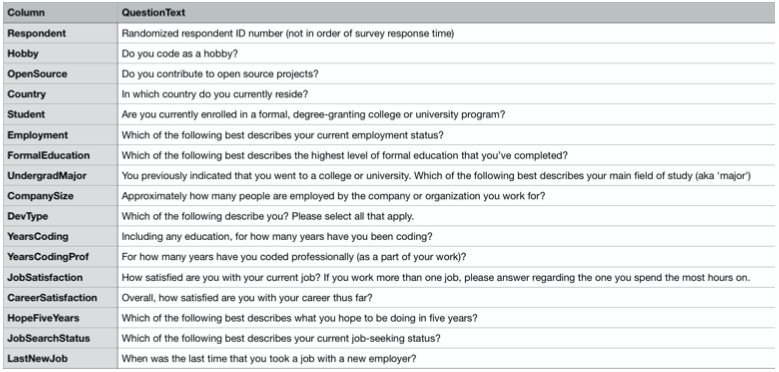 Column QuestionText
Respondent Randomized respondent ID number (not in order of survey response time)
Hobby Do you code as a hobby?
OpenSource Do you contribute to open source projects?
Country In which country do you currently reside?
Student Are you currently enrolled in a formal, degree-granting college or university program?
Employment Which of the following best describes your current employment status?
FormalEducation Which of the following best describes the highest level of formal education that you've completed?
UndergradMajor You previously indicated that you went to a college or university. Which of the following best describes your main field of study (aka 'major')
CompanySize Approximately how many people are employed by the company or organization you work for?
DevType Which of the following describe you? Please select all that apply.
YearsCoding Including any education, for how many years have you been coding?
YearsCodingProf For how many years have you coded professionally (as a part of your work)?
JobSatisfaction How satisfied are you with your current job? If you work more than one job, please answer regarding the one you spend the most hours on.
CareerSatisfaction Overall, how satisfied are you with your career thus far?
HopeFiveYears Which of the following best describes what you hope to be doing in five years?
JobSearchStatus Which of the following best describes your current job-seeking status?
LastNewJob When was the last time that you took a job with a new employer?